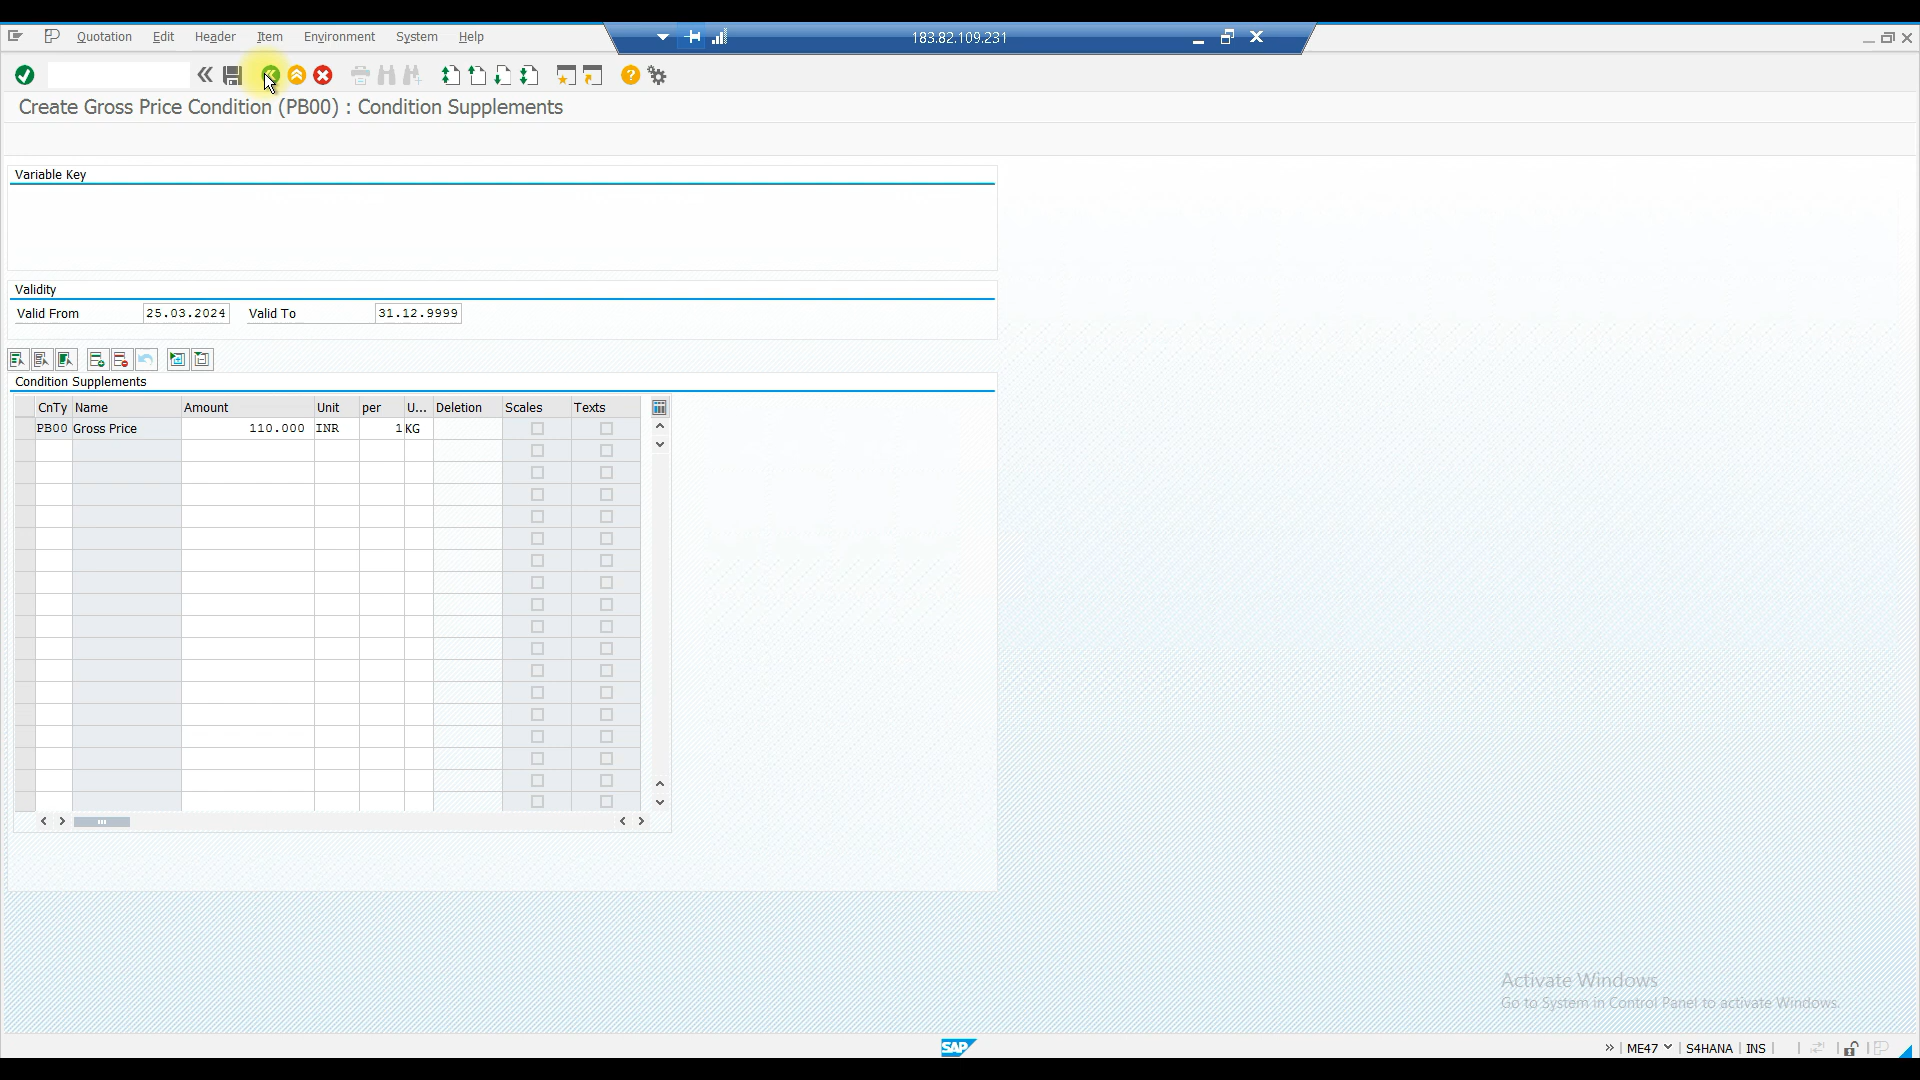 Quotation Edit Header Item Environment System Help
183.82.109.231
Create Gross Price Condition (PB00) : Condition Supplements
Variable Key
Validity
Valid From 25.03.2024 Valid To 31.12.9999
Condition Supplements
CnTy Name Amount Unit per U... Deletion Scales Texts
PB00 Gross Price 110.000 INR 1 KG
Activate Windows
Go to System in Control Panel to activate Windows.
SAP
» ME47 S4HANA INS